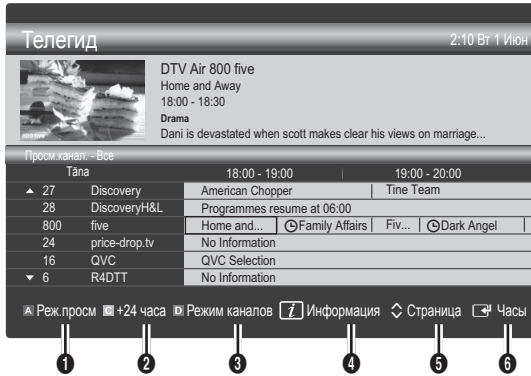 Телегид 2:10 Вт 1 Июн
DTV Air 800 five
Home and Away
18:00 - 18:30
Drama
Dani is devastated when scott makes clear his views on marriage...
800 five
Просм.канал. - Все
Tāna 18:00 - 19:00 19:00 - 20:00
▲ 27 Discovery American Chopper Tine Team
28 DiscoveryH&L Programmes resume at 06:00
800 five Home and... Family Affairs Fiv... Dark Angel
24 price-drop.tv No Information
16 QVC QVC Selection
▼ 6 R4DTT No Information
A Реж.просм C +24 часа D Режим каналов i Информация Страница Часы
1 2 3 4 5 6